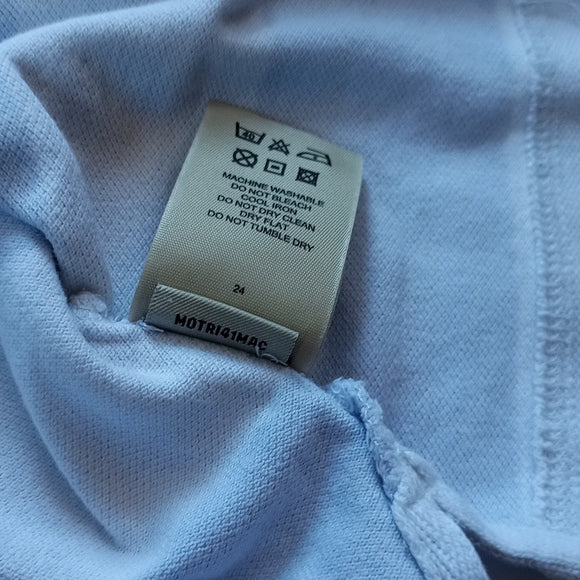 40
MACHINE WASHABLE
DO NOT BLEACH
COOL IRON
DO NOT DRY CLEAN
DRY FLAT
DO NOT TUMBLE DRY
24
MOTRI41MAC